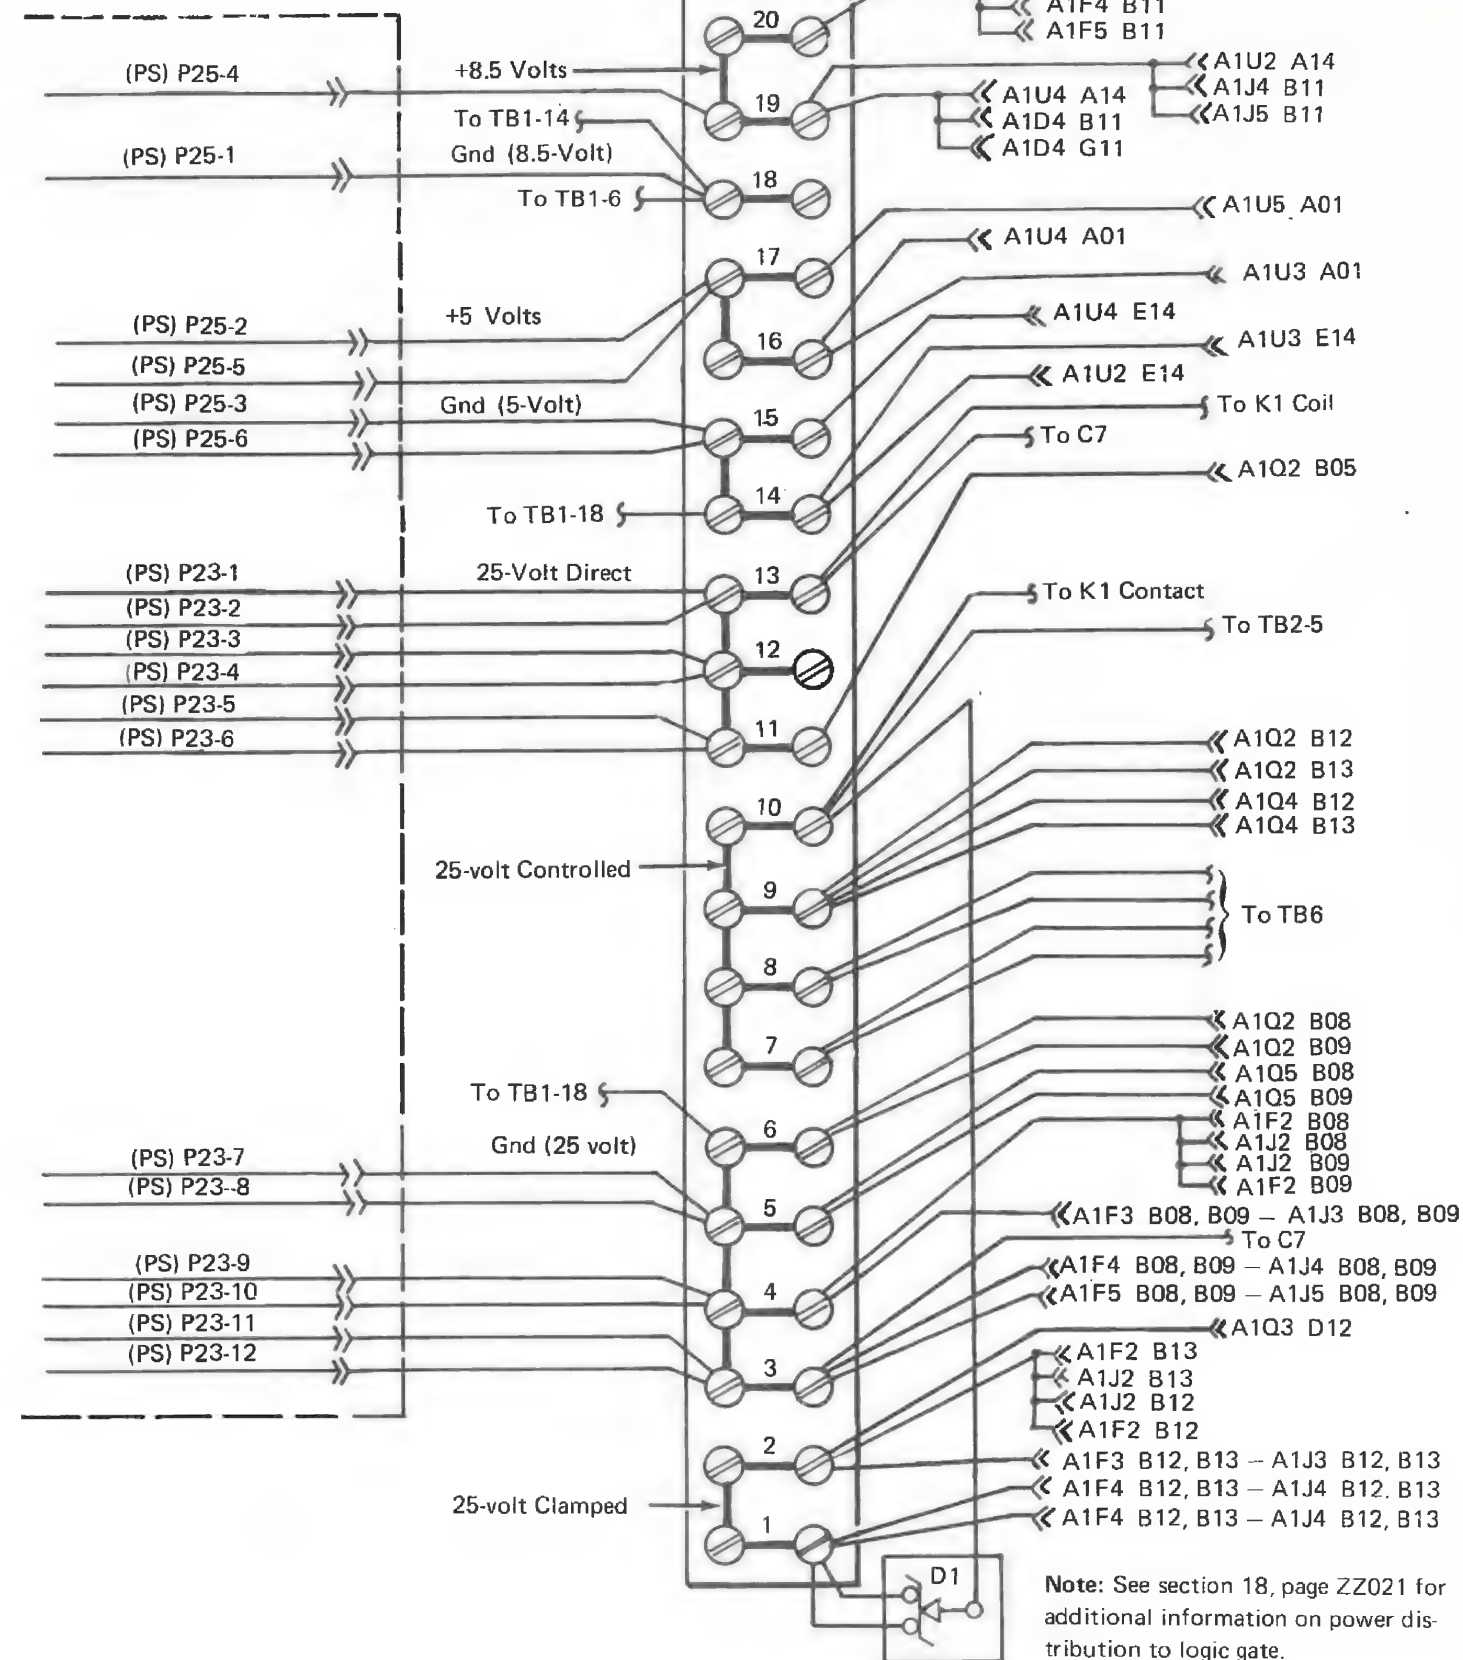 20
A1F4 B11
A1F5 B11
(PS) P25-4
+8.5 Volts
A1U2 A14
A1J4 B11
A1J5 B11
19
A1U4 A14
A1D4 B11
A1D4 G11
To TB1-14
(PS) P25-1
Gnd (8.5-Volt)
18
To TB1-6
A1U5 A01
A1U4 A01
17
A1U3 A01
(PS) P25-2
+5 Volts
A1U4 E14
16
A1U3 E14
(PS) P25-5
A1U2 E14
(PS) P25-3
Gnd (5-Volt)
15
To K1 Coil
(PS) P25-6
To C7
A1Q2 B05
14
To TB1-18
(PS) P23-1
25-Volt Direct
13
To K1 Contact
(PS) P23-2
To TB2-5
(PS) P23-3
12
(PS) P23-4
(PS) P23-5
11
(PS) P23-6
A1Q2 B12
A1Q2 B13
10
A1Q4 B12
A1Q4 B13
25-volt Controlled
9
To TB6
8
7
A1Q2 B08
A1Q2 B09
A1Q5 B08
A1Q5 B09
To TB1-18
6
A1F2 B08
A1J2 B08
A1J2 B09
A1F2 B09
Gnd (25 volt)
(PS) P23-7
(PS) P23--8
5
A1F3 B08, B09 – A1J3 B08, B09
To C7
(PS) P23-9
4
A1F4 B08, B09 – A1J4 B08, B09
(PS) P23-10
A1F5 B08, B09 – A1J5 B08, B09
(PS) P23-11
A1Q3 D12
(PS) P23-12
3
A1F2 B13
A1J2 B13
A1J2 B12
A1F2 B12
2
A1F3 B12, B13 – A1J3 B12, B13
A1F4 B12, B13 – A1J4 B12. B13
25-volt Clamped
1
A1F4 B12, B13 – A1J4 B12, B13
D1
Note: See section 18, page ZZ021 for
additional information on power dis-
tribution to logic gate.